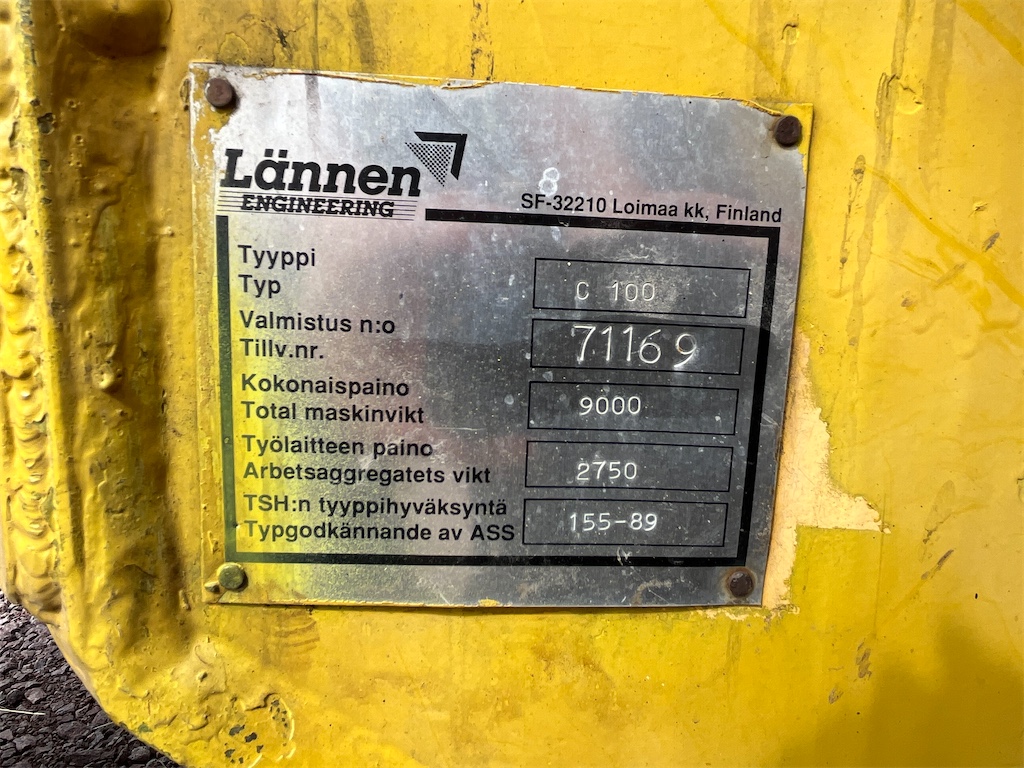 Lännen
ENGINEERING
8
SF-32210 Loimaa kk, Finland
Tyyppi
Typ
C 100
Valmistus n:o
Tillv.nr.
71169
Kokonaispaino
Total maskinvikt
9000
Työlaitteen paino
Arbetsaggregatets vikt
2750
TSH:n tyyppihyväksyntä
Typgodkännande av ASS
155-89